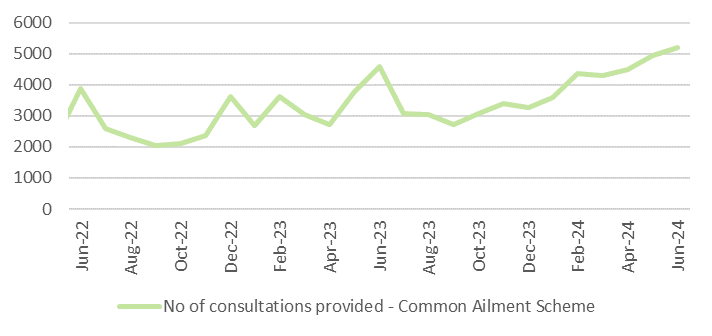 6000
5000
4000
3000
2000
1000
0
Jun-22
Aug-22
Oct-22
Dec-22
Feb-23
Apr-23
Jun-23
Aug-23
Oct-23
Dec-23
Feb-24
Apr-24
Jun-24
No of consultations provided - Common Ailment Scheme